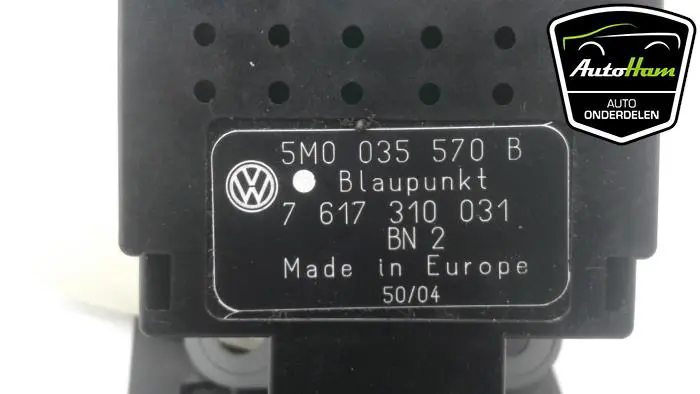 AutoHam
AUTO
ONDERDELEN
5M0 035 570 B
Blaupunkt
7 617 310 031
BN 2
Made in Europe
50/04